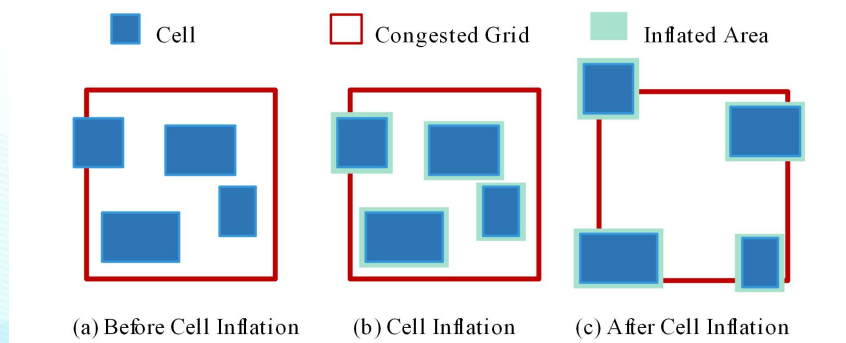 Cell
Congested Grid
Inflated Area
(a) Before Cell Inflation
(b) Cell Inflation
(c) After Cell Inflation